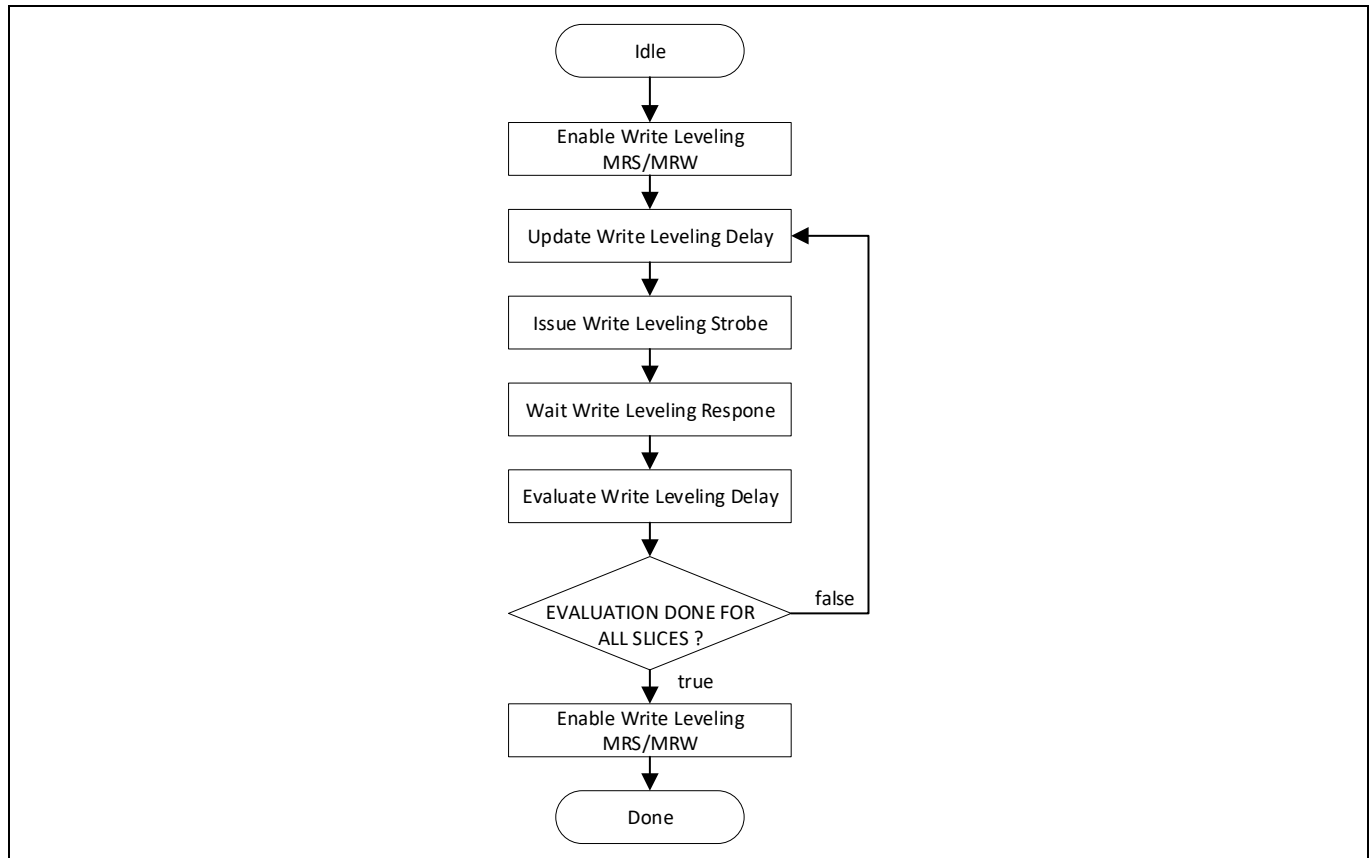 Idle
Enable Write Leveling
MRS/MRW
Update Write Leveling Delay
Issue Write Leveling Strobe
Wait Write Leveling Respone
Evaluate Write Leveling Delay
EVALUATION DONE FOR
ALL SLICES ?
false
true
Enable Write Leveling
MRS/MRW
Done